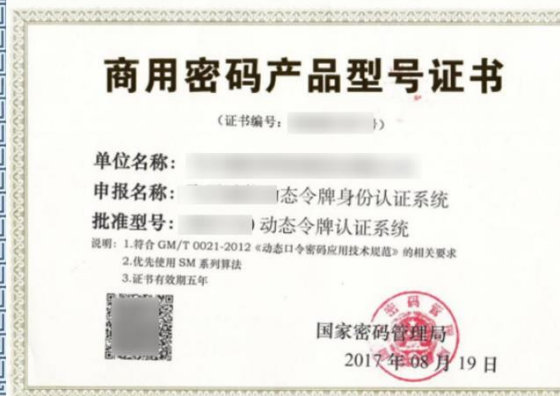 商用密码产品型号证书
（证书编号： 号）
单位名称：
申报名称： 动态令牌身份认证系统
批准型号： 动态令牌认证系统
说明：1.符合 GM/T 0021-2012《动态口令密码应用技术规范》的相关要求
2.优先使用 SM 系列算法
3.证书有效期五年
国家密码管理局
2017 年 08 月 19 日